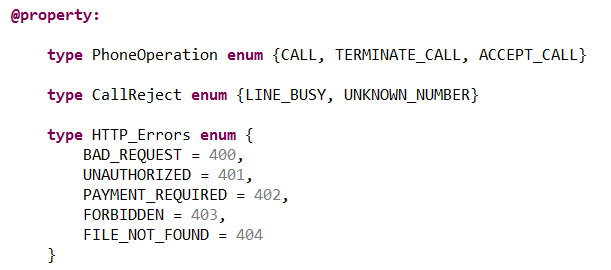 @property:
type PhoneOperation enum {CALL, TERMINATE_CALL, ACCEPT_CALL}
type CallReject enum {LINE_BUSY, UNKNOWN_NUMBER}
type HTTP_Errors enum {
BAD_REQUEST = 400,
UNAUTHORIZED = 401,
PAYMENT_REQUIRED = 402,
FORBIDDEN = 403,
FILE_NOT_FOUND = 404
}